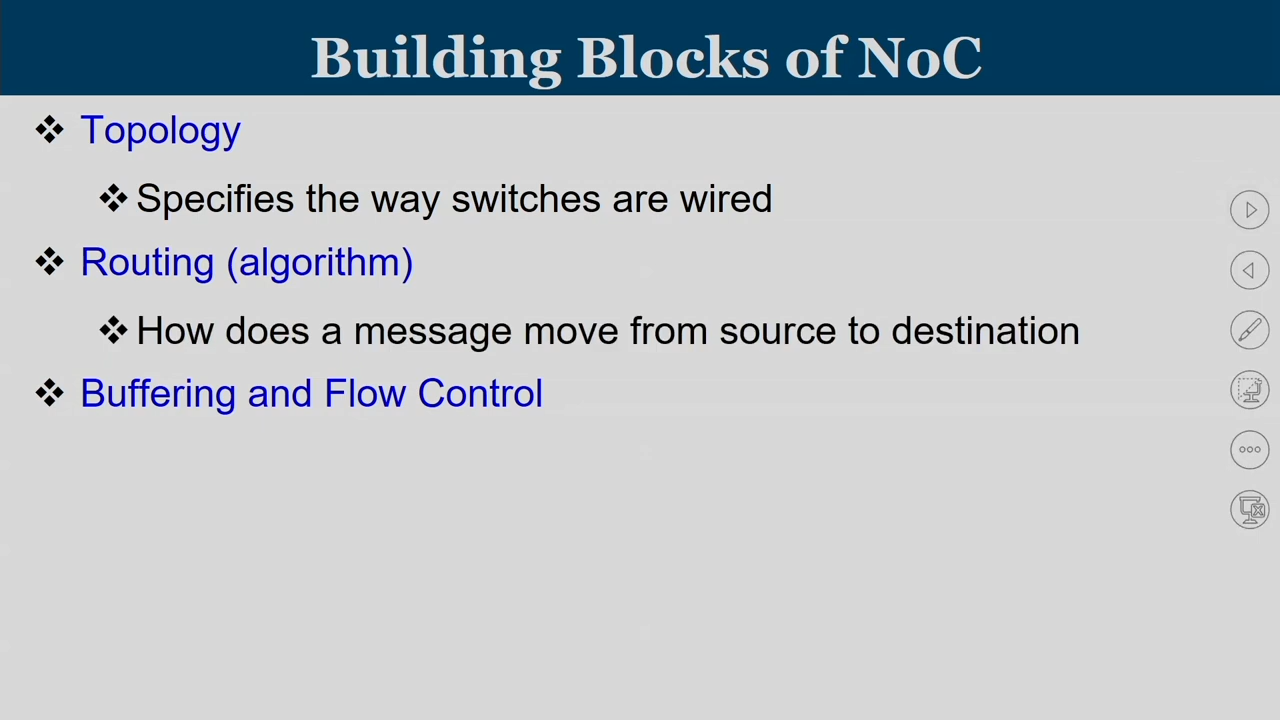 Building Blocks of NoC
❖ Topology
❖ Specifies the way switches are wired
❖ Routing (algorithm)
❖ How does a message move from source to destination
❖ Buffering and Flow Control